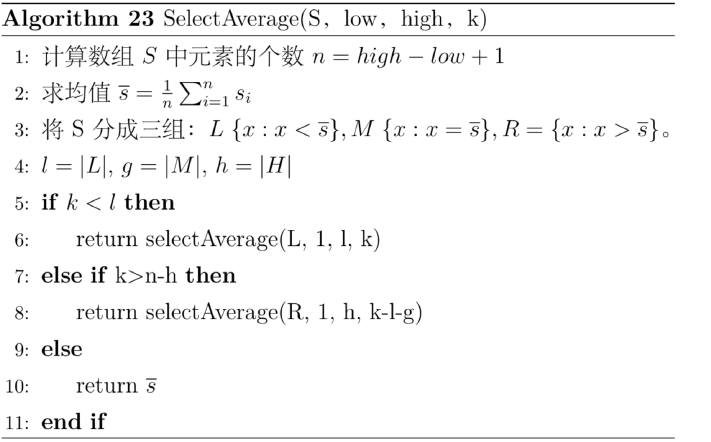 Algorithm 23 SelectAverage(S, low, high, k)
1: 计算数组 S 中元素的个数 n = high − low + 1
2: 求均值 s̅ = 1/n ∑_{i=1}^{n} s_i
3: 将 S 分成三组：L {x : x < s̅}, M {x : x = s̅}, R = {x : x > s̅}。
4: l = |L|, g = |M|, h = |H|
5: if k < l then
6: return selectAverage(L, 1, l, k)
7: else if k>n-h then
8: return selectAverage(R, 1, h, k-l-g)
9: else
10: return s̅
11: end if